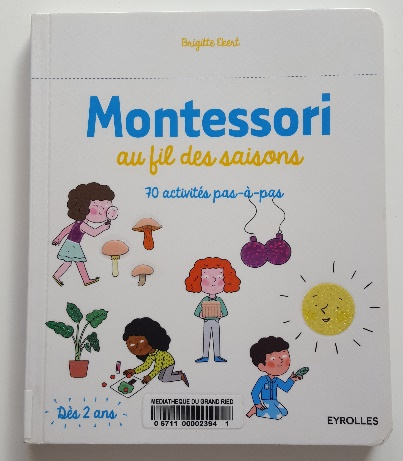 Brigitte Ekert
Montessori
au fil des saisons
70 activités pas-à-pas
Dès 2 ans
MEDIATHEQUE DU GRAND RIED
0 6711 00002394 1
EYROLLES